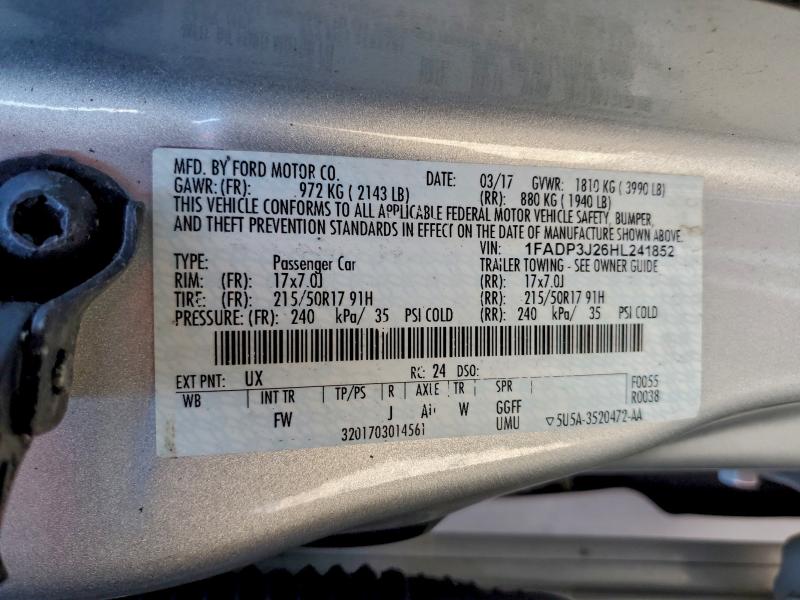 MFD. BY FORD MOTOR CO. DATE: 03/17 GVWR: 1810 KG ( 3990 LB)
GAWR: (FR): 972 KG ( 2143 LB) (RR): 880 KG ( 1940 LB)
THIS VEHICLE CONFORMS TO ALL APPLICABLE FEDERAL MOTOR VEHICLE SAFETY, BUMPER,
AND THEFT PREVENTION STANDARDS IN EFFECT ON THE DATE OF MANUFACTURE SHOWN ABOVE.
VIN: 1FADP3J26HL241852
TYPE: Passenger Car TRAILER TOWING - SEE OWNER GUIDE
RIM: (FR): 17x7.0J (RR): 17x7.0J
TIRE: (FR): 215/50R17 91H (RR): 215/50R17 91H
PRESSURE: (FR): 240 kPa/ 35 PSI COLD (RR): 240 kPa/ 35 PSI COLD
EXT PNT: UX RC: 24 DSO:
WB INT TR TP/PS R AXLE TR SPR F0055
FW J W GGFF R0038
3201703014561 UMU ▽5U5A-3520472-AA